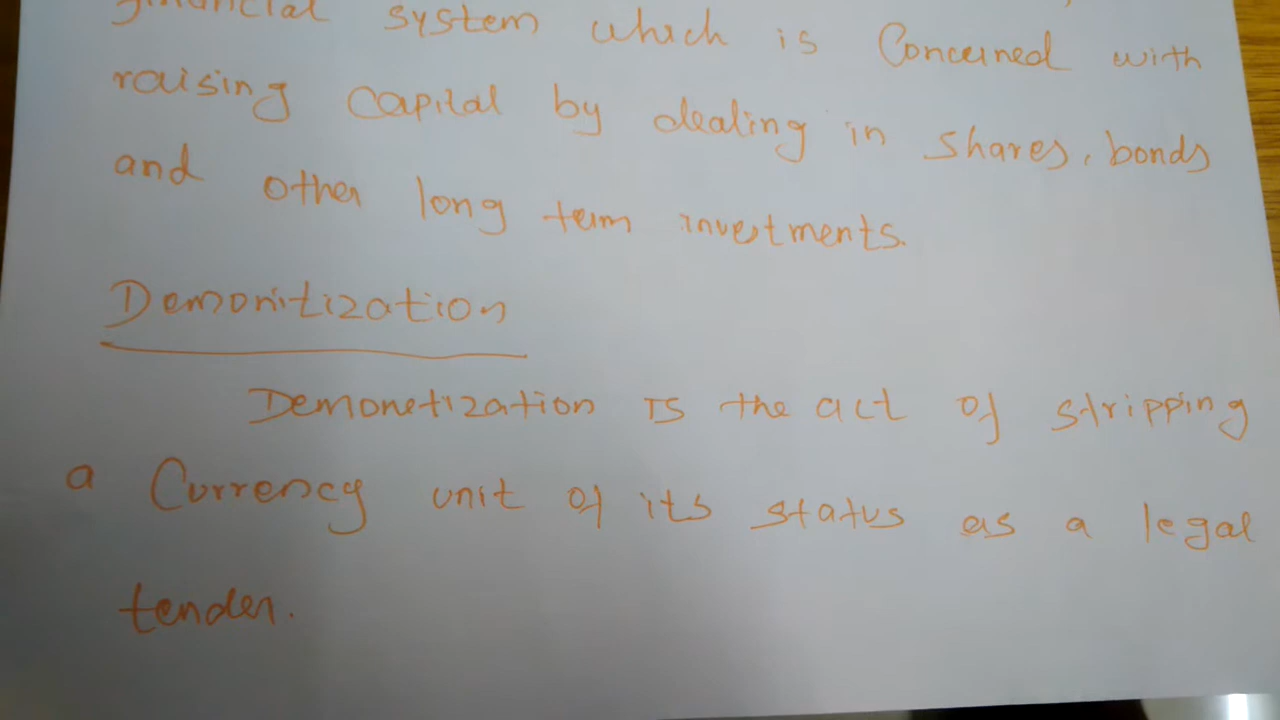 financial system which is Concerned with
raising capital by dealing in shares, bonds
and other long term investments.
Demonitization
Demonetization is the act of stripping
a Currency unit of its status as a legal
tender.